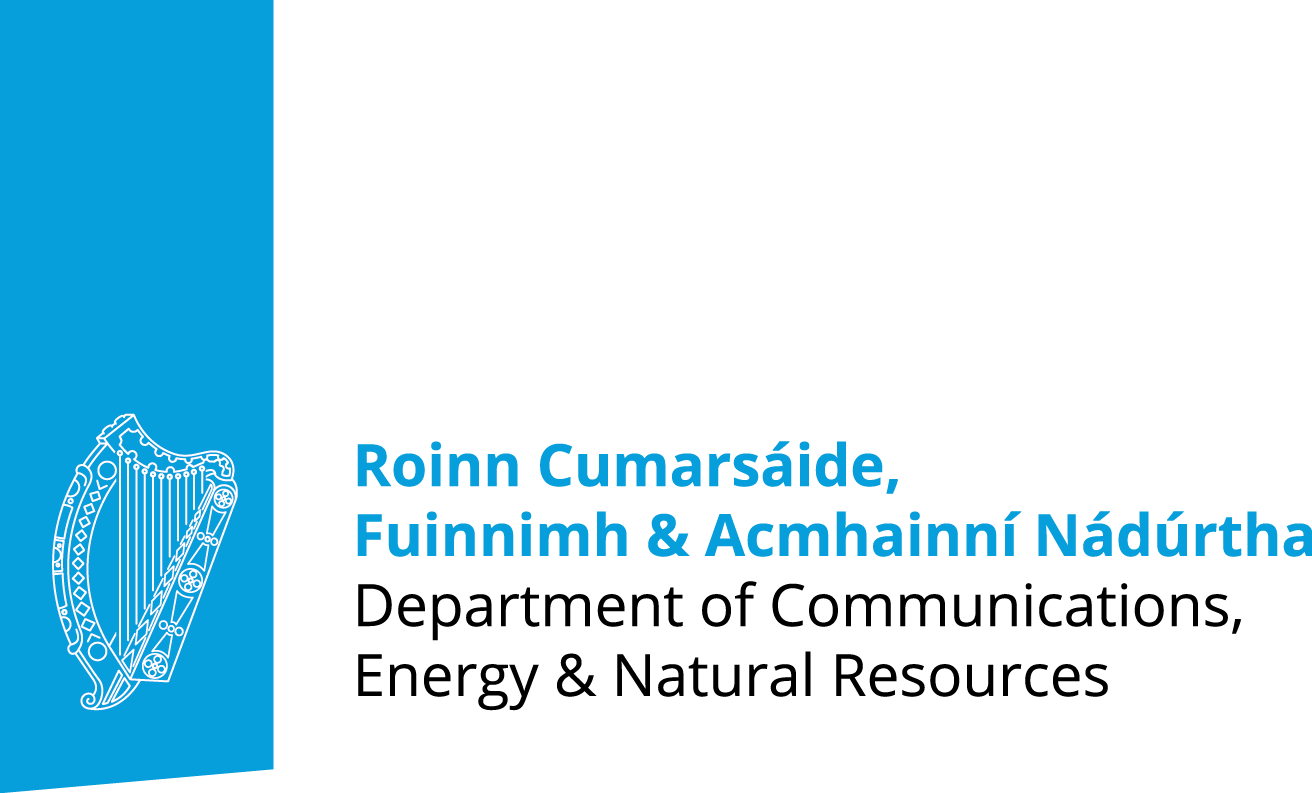 Roinn Cumarsáide,
Fuinnimh & Acmhainní Nádúrtha
Department of Communications,
Energy & Natural Resources